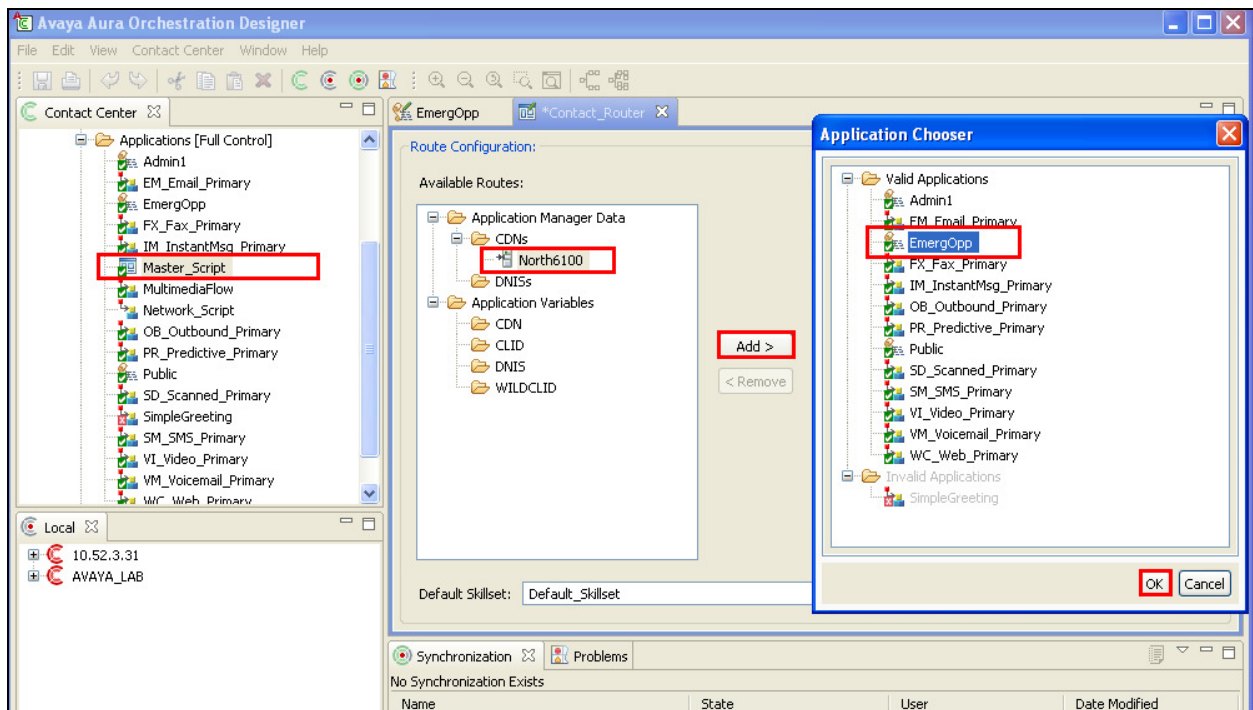 Avaya Aura Orchestration Designer
File Edit View Contact Center Window Help
Contact Center
Applications [Full Control]
Admin1
EM_Email_Primary
EmergOpp
FX_Fax_Primary
IM_InstantMsg_Primary
Master_Script
MultimediaFlow
Network_Script
OB_Outbound_Primary
PR_Predictive_Primary
Public
SD_Scanned_Primary
SimpleGreeting
SM_SMS_Primary
VI_Video_Primary
VM_Voicemail_Primary
WC_Web_Primary
Local
10.52.3.31
AVAYA_LAB
EmergOpp *Contact_Router
Route Configuration:
Available Routes:
Application Manager Data
CDNs
North6100
DNISs
Application Variables
CDN
CLID
DNIS
WILDCLID
Add >
< Remove
Default Skillset: Default_Skillset
Application Chooser
Valid Applications
Admin1
EM_Email_Primary
EmergOpp
FX_Fax_Primary
IM_InstantMsg_Primary
OB_Outbound_Primary
PR_Predictive_Primary
Public
SD_Scanned_Primary
SM_SMS_Primary
VI_Video_Primary
VM_Voicemail_Primary
WC_Web_Primary
Invalid Applications
SimpleGreeting
OK Cancel
Synchronization Problems
No Synchronization Exists
Name State User Date Modified